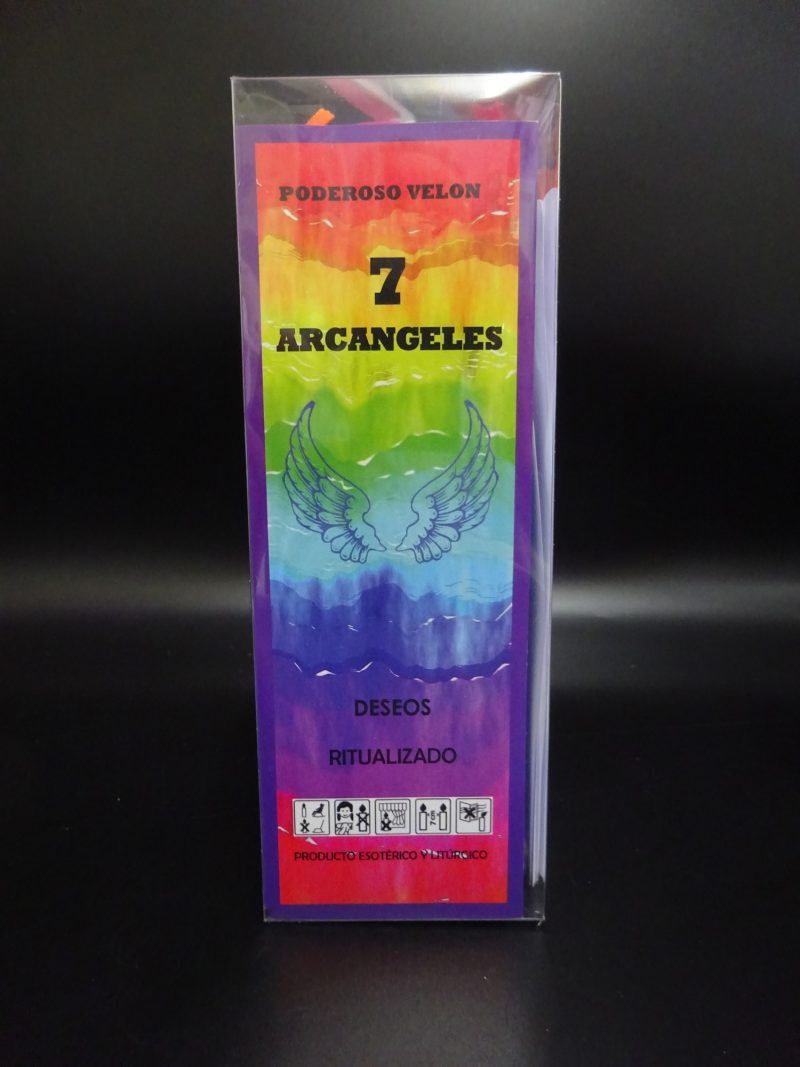 PODEROSO VELON
7
ARCANGELES
DESEOS
RITUALIZADO
PRODUCTO ESOTÉRICO Y LITÚRGICO